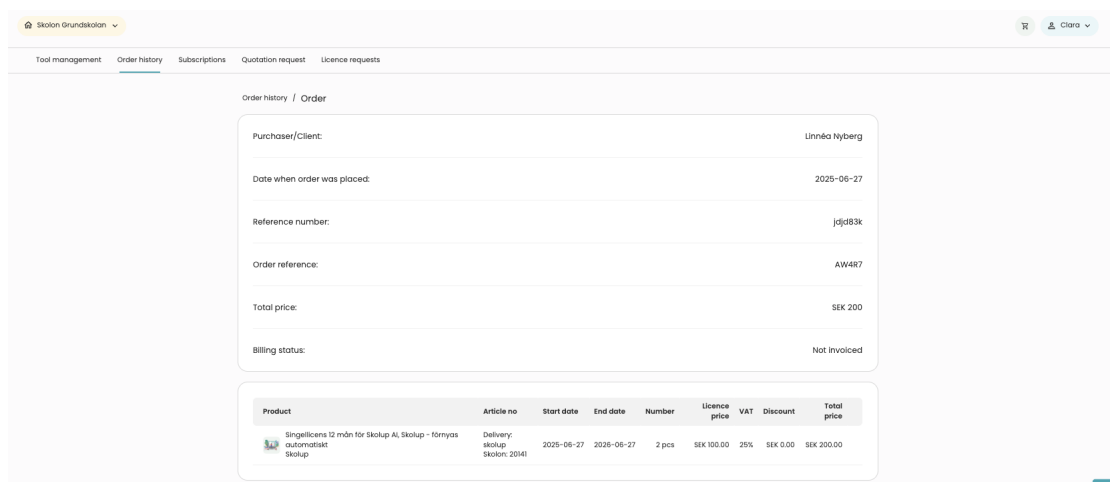 Skolon Grundskolan
Clara
Tool management Order history Subscriptions Quotation request Licence requests
Order history / Order
Purchaser/Client: Linnéa Nyberg
Date when order was placed: 2025-06-27
Reference number: jdjd83k
Order reference: AW4R7
Total price: SEK 200
Billing status: Not invoiced
Product Article no Start date End date Number Licence price VAT Discount Total price
Singellicens 12 mån för Skolup AI, Skolup - förnyas
automatiskt
Skolup
Delivery:
skolup
Skolon: 20141
2025-06-27 2026-06-27 2 pcs SEK 100.00 25% SEK 0.00 SEK 200.00